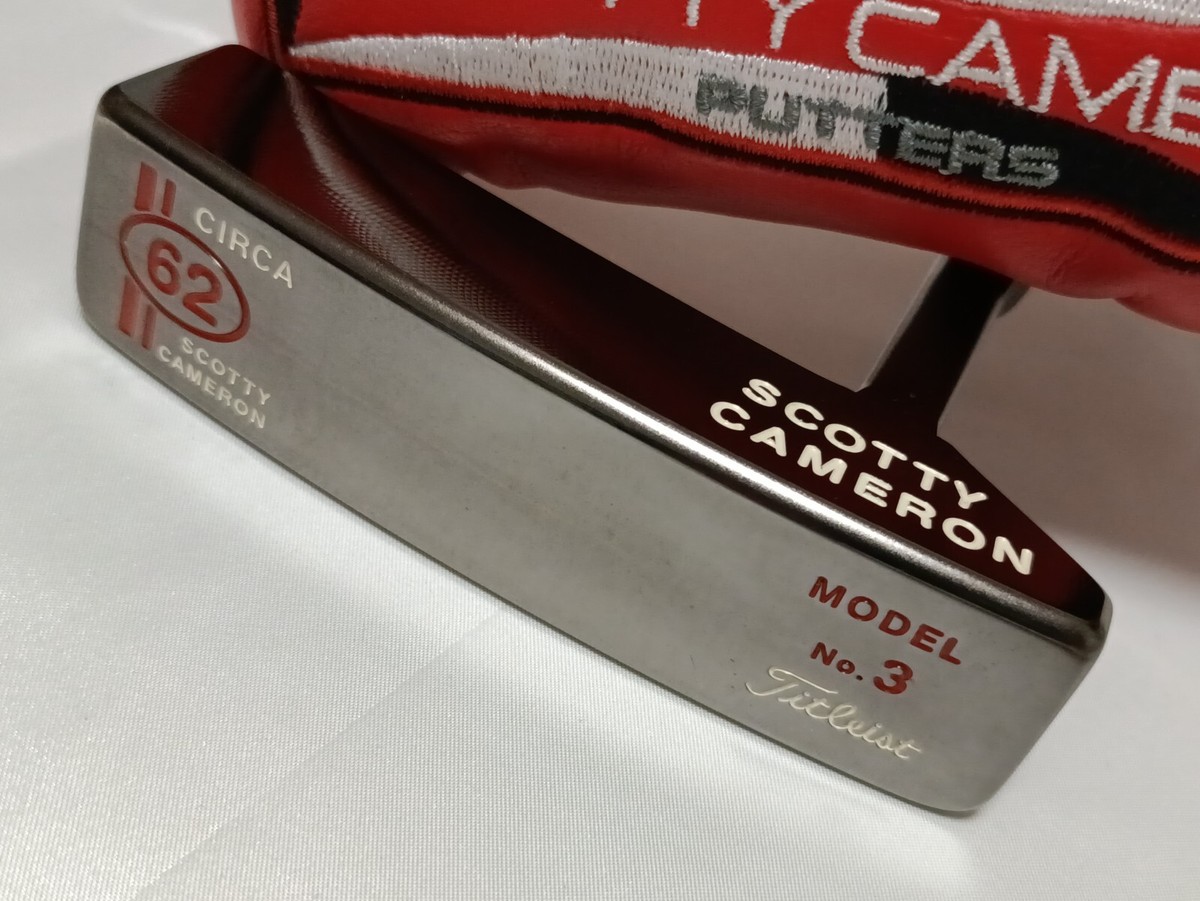 TTY CAME
PUTTERS
CIRCA
62
SCOTTY
CAMERON
SCOTTY
CAMERON
MODEL
No. 3
Titleist